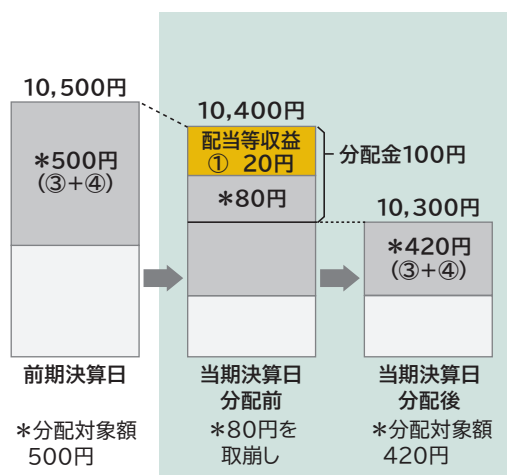 10,500円
*500円
(③+④)
前期決算日
*分配対象額
500円
10,400円
配当等収益
① 20円
*80円
分配金100円
当期決算日
分配前
*80円を
取崩し
10,300円
*420円
(③+④)
当期決算日
分配後
*分配対象額
420円